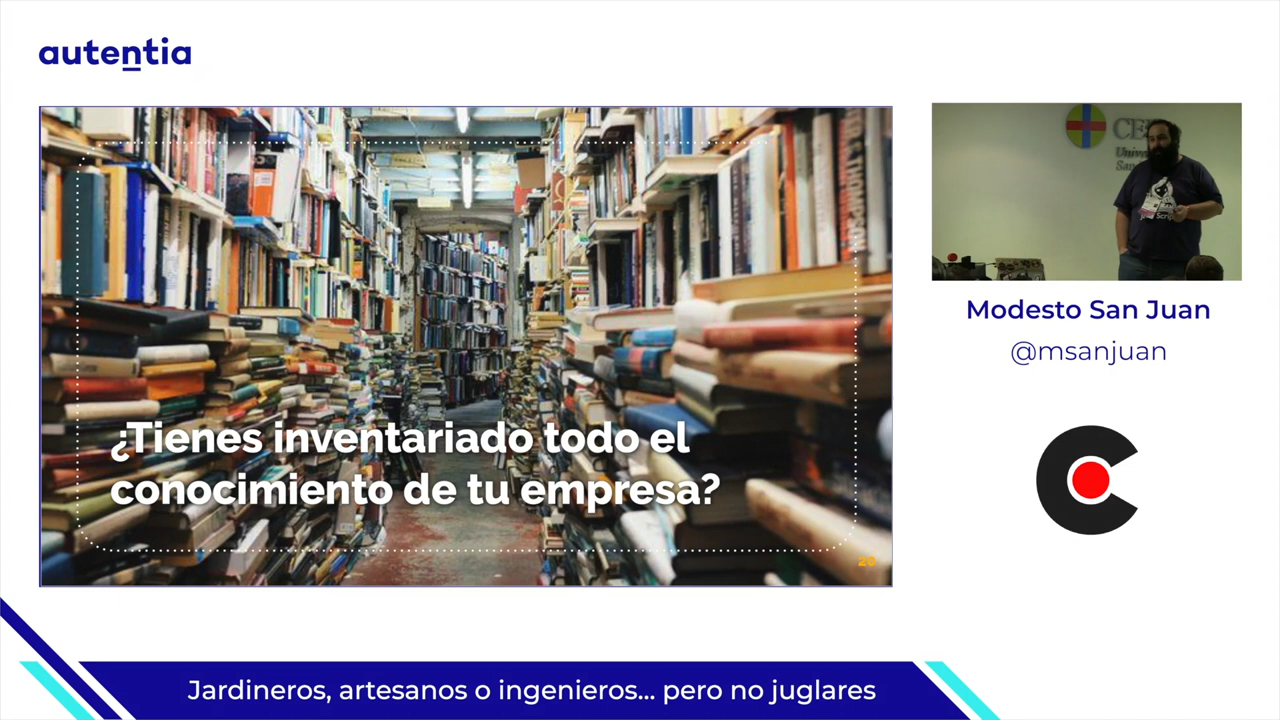 autentia
¿Tienes inventariado todo el
conocimiento de tu empresa?
20
Modesto San Juan
@msanjuan
Jardineros, artesanos o ingenieros... pero no juglares